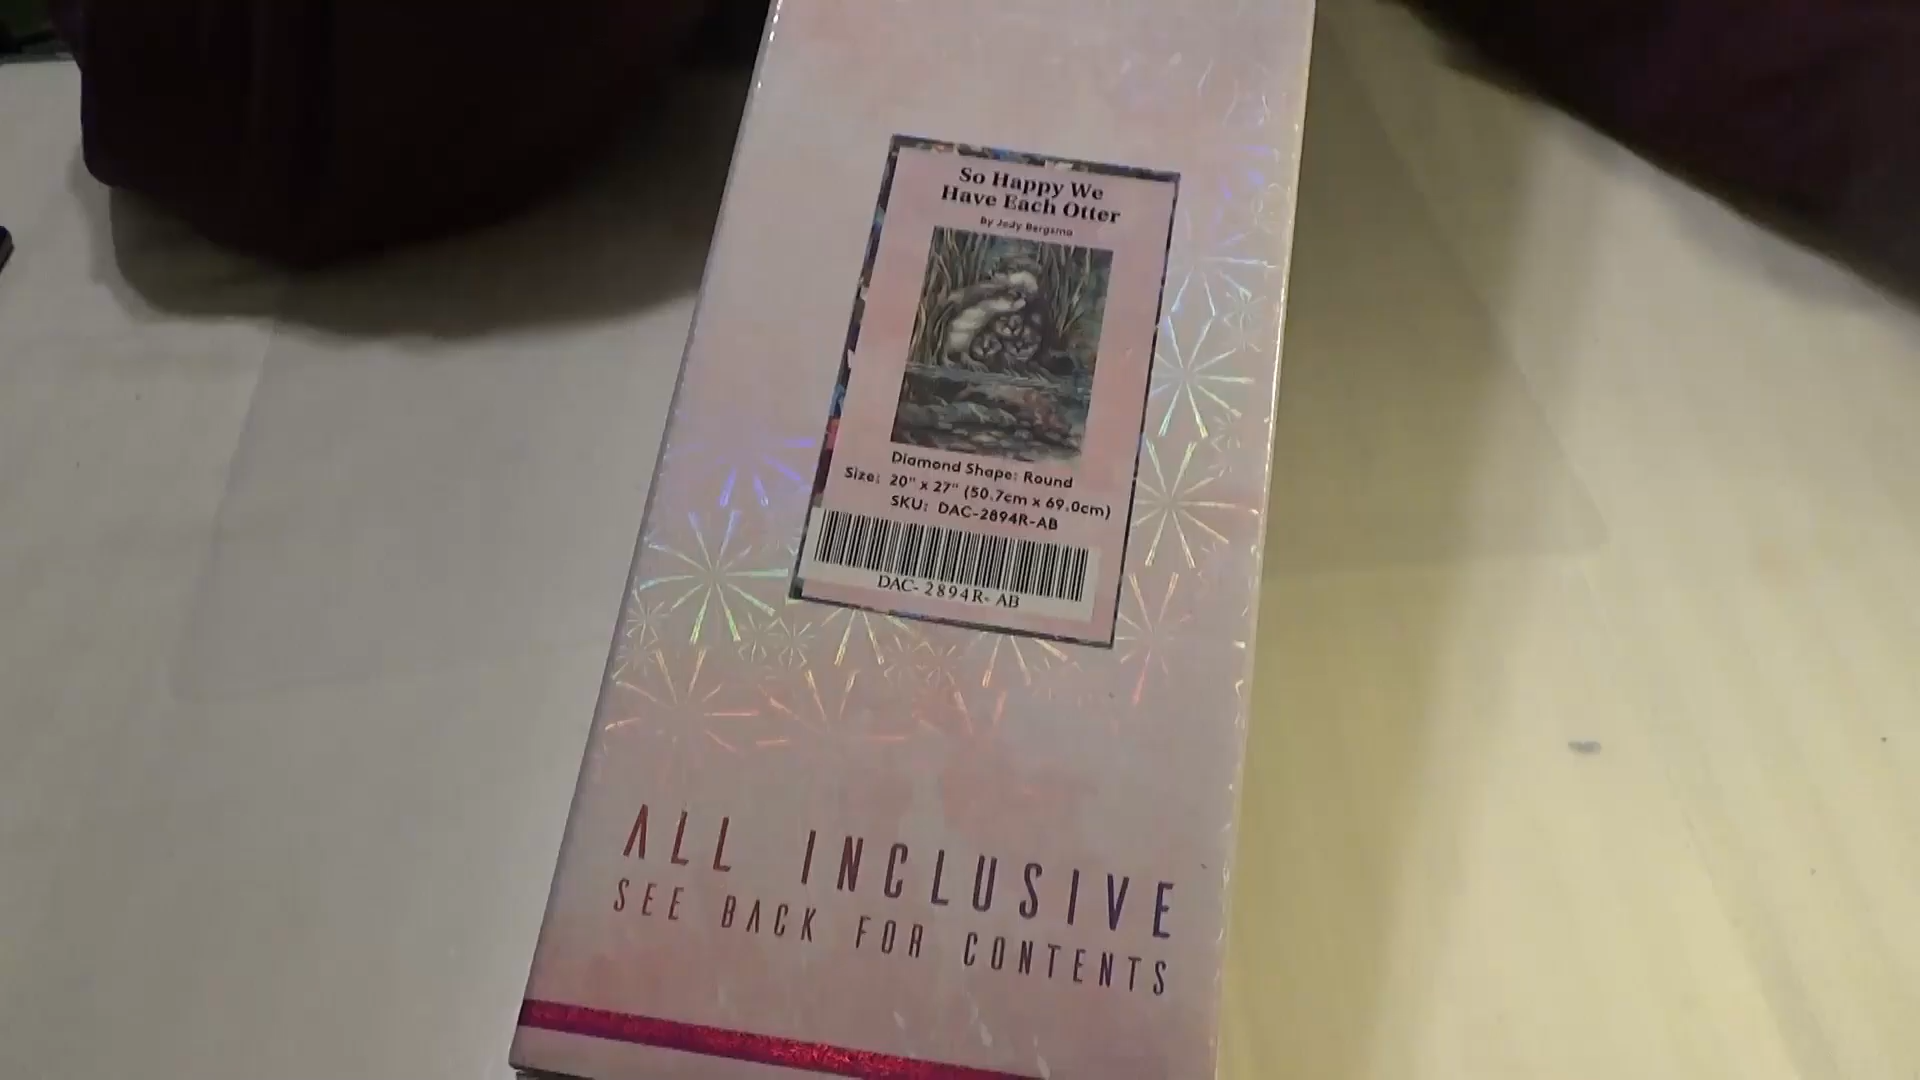 So Happy We
Have Each Otter
By Jody Bergsma
Diamond Shape: Round
Size: 20" x 27" (50.7cm x 69.0cm)
SKU: DAC-2894R-AB
DAC- 2894R- AB
ALL INCLUSIVE
SEE BACK FOR CONTENTS